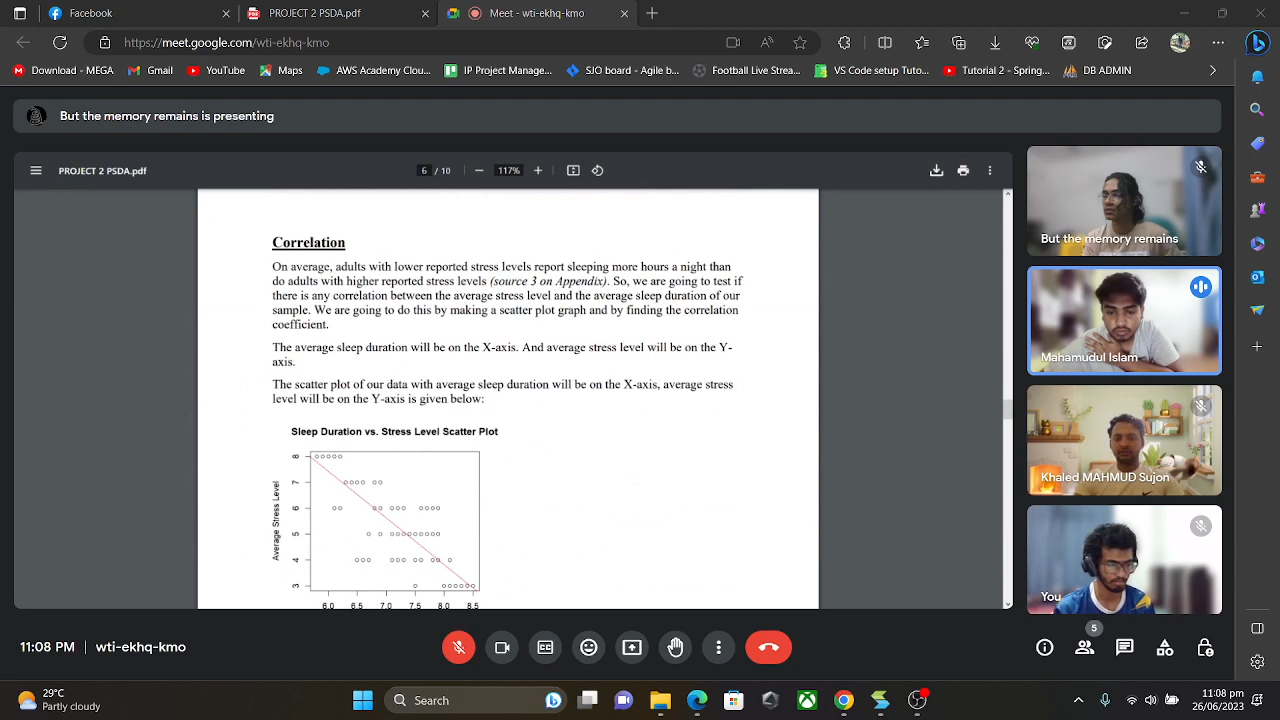 Facebook
PROJECT 2 PSDA.pdf
Meet - wti-ekhq-kmo
https://meet.google.com/wti-ekhq-kmo
Download - MEGA
Gmail
YouTube
Maps
AWS Academy Clou...
IP Project Manage...
SJO board - Agile b...
Football Live Strea...
VS Code setup Tuto...
Tutorial 2 - Spring...
DB ADMIN
But the memory remains is presenting
PROJECT 2 PSDA.pdf
6 / 10
117%
Correlation
On average, adults with lower reported stress levels report sleeping more hours a night than
do adults with higher reported stress levels (source 3 on Appendix). So, we are going to test if
there is any correlation between the average stress level and the average sleep duration of our
sample. We are going to do this by making a scatter plot graph and by finding the correlation
coefficient.
The average sleep duration will be on the X-axis. And average stress level will be on the Y-
axis.
The scatter plot of our data with average sleep duration will be on the X-axis, average stress
level will be on the Y-axis is given below:
Sleep Duration vs. Stress Level Scatter Plot
Average Stress Level
8
7
6
5
4
3
6.0 6.5 7.0 7.5 8.0 8.5
But the memory remains
Mahamudul Islam
Khaled MAHMUD Sujon
You
11:08 PM | wti-ekhq-kmo
5
29°C
Partly cloudy
Search
11:08 pm
26/06/2023